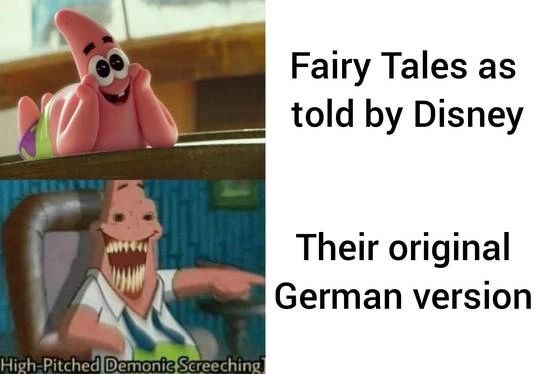 Fairy Tales as
told by Disney
Their original
German version
High-Pitched Demonic Screeching]